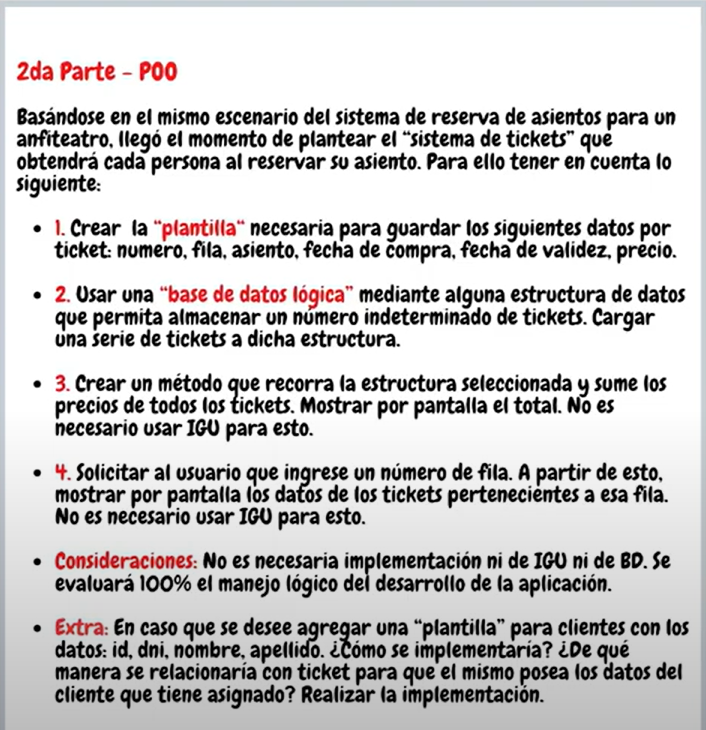 2da Parte - POO
Basándose en el mismo escenario del sistema de reserva de asientos para un
anfiteatro, llegó el momento de plantear el "sistema de tickets" que
obtendrá cada persona al reservar su asiento. Para ello tener en cuenta lo
siguiente:
• 1. Crear la "plantilla" necesaria para guardar los siguientes datos por
ticket: numero, fila, asiento, fecha de compra, fecha de validez, precio.
• 2. Usar una "base de datos lógica" mediante alguna estructura de datos
que permita almacenar un número indeterminado de tickets. Cargar
una serie de tickets a dicha estructura.
• 3. Crear un método que recorra la estructura seleccionada y sume los
precios de todos los tickets. Mostrar por pantalla el total. No es
necesario usar IGU para esto.
• 4. Solicitar al usuario que ingrese un número de fila. A partir de esto,
mostrar por pantalla los datos de los tickets pertenecientes a esa fila.
No es necesario usar IGU para esto.
• Consideraciones: No es necesaria implementación ni de IGU ni de BD. Se
evaluará 100% el manejo lógico del desarrollo de la aplicación.
• Extra: En caso que se desee agregar una "plantilla" para clientes con los
datos: id, dni, nombre, apellido. ¿Cómo se implementaría? ¿De qué
manera se relacionaría con ticket para que el mismo posea los datos del
cliente que tiene asignado? Realizar la implementación.